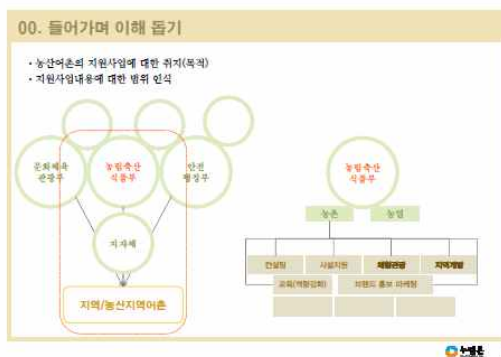 00. 들어가며 이해 돕기
• 농산어촌의 지원사업에 대한 취지(목적)
• 지원사업내용에 대한 범위 인식
문화체육
관광부
농림축산
식품부
안전
행정부
지자체
지역/농산지역어촌
농림축산
식품부
농촌
농업
컨설팅
시설지원
체험관광
지역개발
교육(역량강화)
브랜드 홍보 마케팅